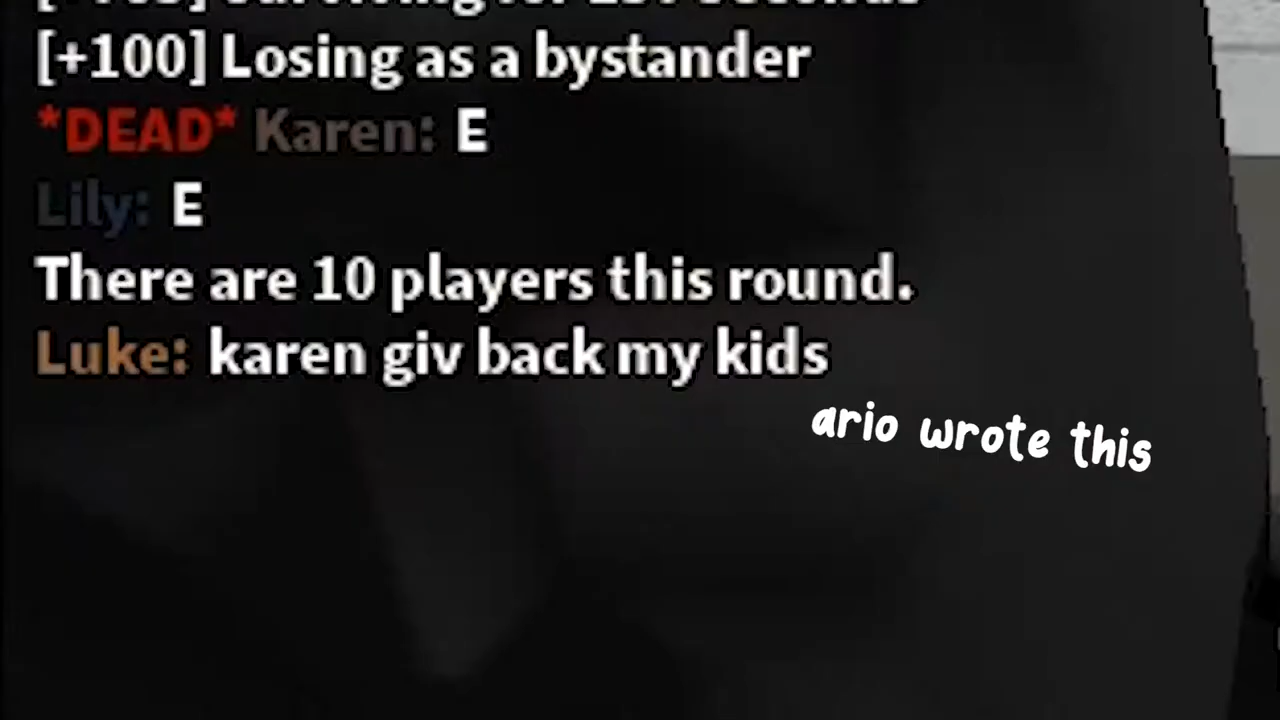 [+100] Losing as a bystander
*DEAD* Karen: E
Lily: E
There are 10 players this round.
Luke: karen giv back my kids
ario wrote this